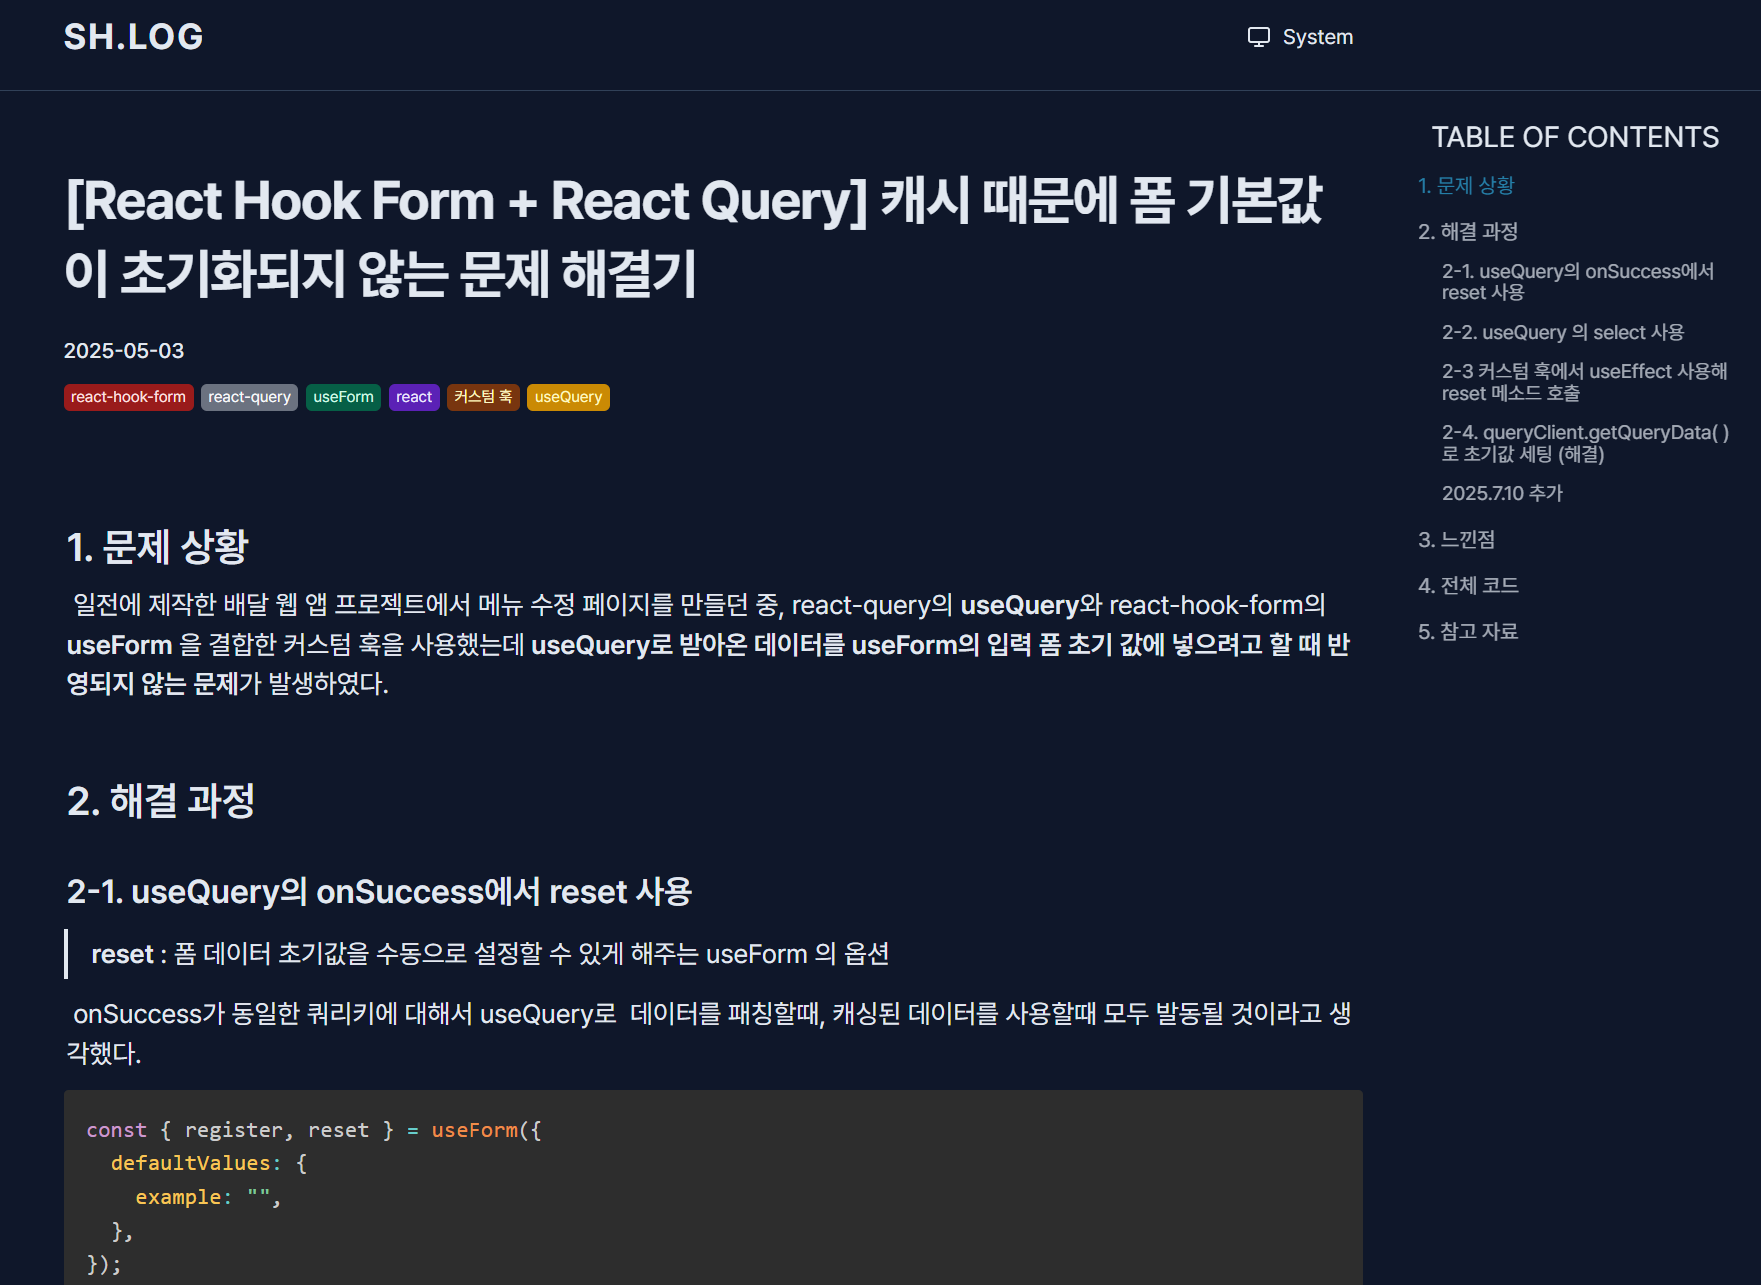 SH.LOG
System
[React Hook Form + React Query] 캐시 때문에 폼 기본값
이 초기화되지 않는 문제 해결기
2025-05-03
react-hook-form react-query useForm react 커스텀 훅 useQuery
1. 문제 상황
일전에 제작한 배달 웹 앱 프로젝트에서 메뉴 수정 페이지를 만들던 중, react-query의 useQuery와 react-hook-form의
useForm 을 결합한 커스텀 훅을 사용했는데 useQuery로 받아온 데이터를 useForm의 입력 폼 초기 값에 넣으려고 할 때 반
영되지 않는 문제가 발생하였다.
2. 해결 과정
2-1. useQuery의 onSuccess에서 reset 사용
reset : 폼 데이터 초기값을 수동으로 설정할 수 있게 해주는 useForm 의 옵션
onSuccess가 동일한 쿼리키에 대해서 useQuery로 데이터를 패칭할때, 캐싱된 데이터를 사용할때 모두 발동될 것이라고 생
각했다.
const { register, reset } = useForm({
defaultValues: {
example: "",
},
});
TABLE OF CONTENTS
1. 문제 상황
2. 해결 과정
2-1. useQuery의 onSuccess에서
reset 사용
2-2. useQuery 의 select 사용
2-3 커스텀 훅에서 useEffect 사용해
reset 메소드 호출
2-4. queryClient.getQueryData( )
로 초기값 세팅 (해결)
2025.7.10 추가
3. 느낀점
4. 전체 코드
5. 참고 자료